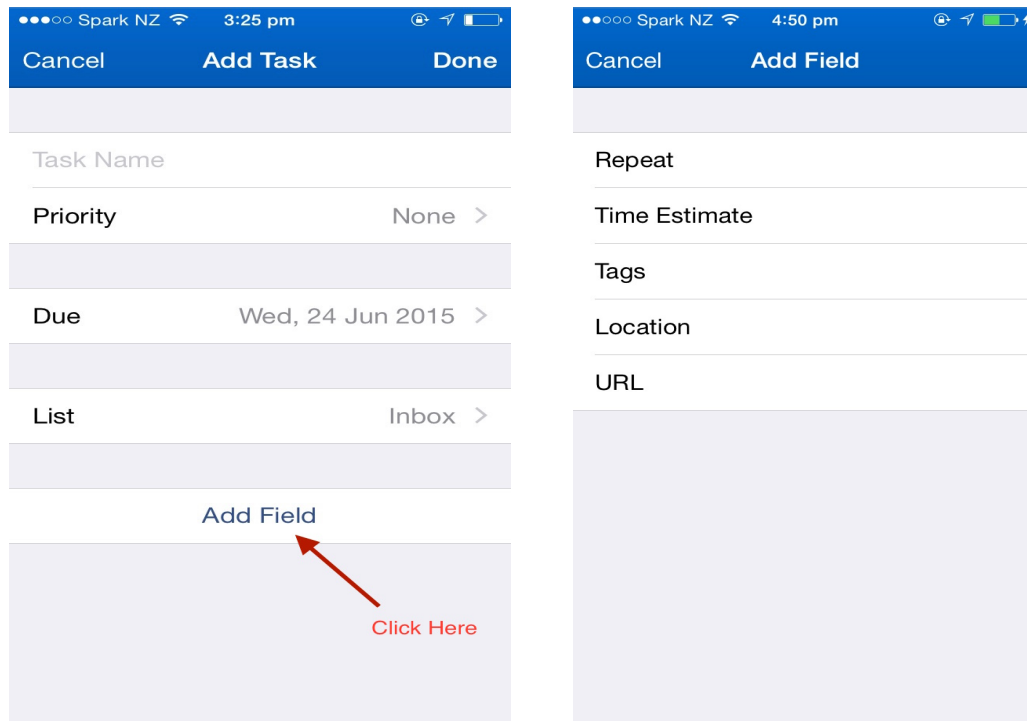 Spark NZ 3:25 pm
Cancel Add Task Done
Task Name
Priority None
Due Wed, 24 Jun 2015
List Inbox
Add Field
Click Here
Spark NZ 4:50 pm
Cancel Add Field
Repeat
Time Estimate
Tags
Location
URL